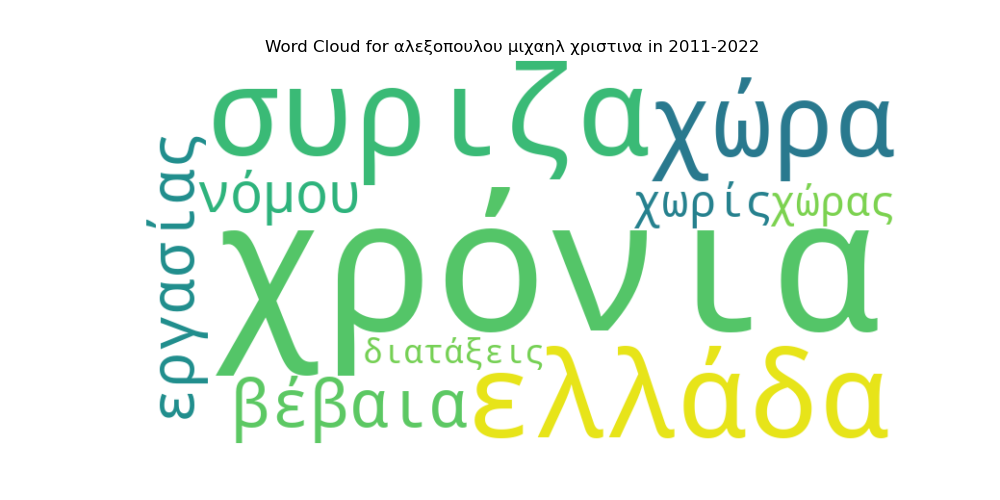 Word Cloud for αλεξοπουλου μιχαηλ χριστινα in 2011-2022
συριζα
χώρα
εργασίας
νόμου
χωρίς
χώρας
χρόνια
διατάξεις
βέβαια
ελλάδα